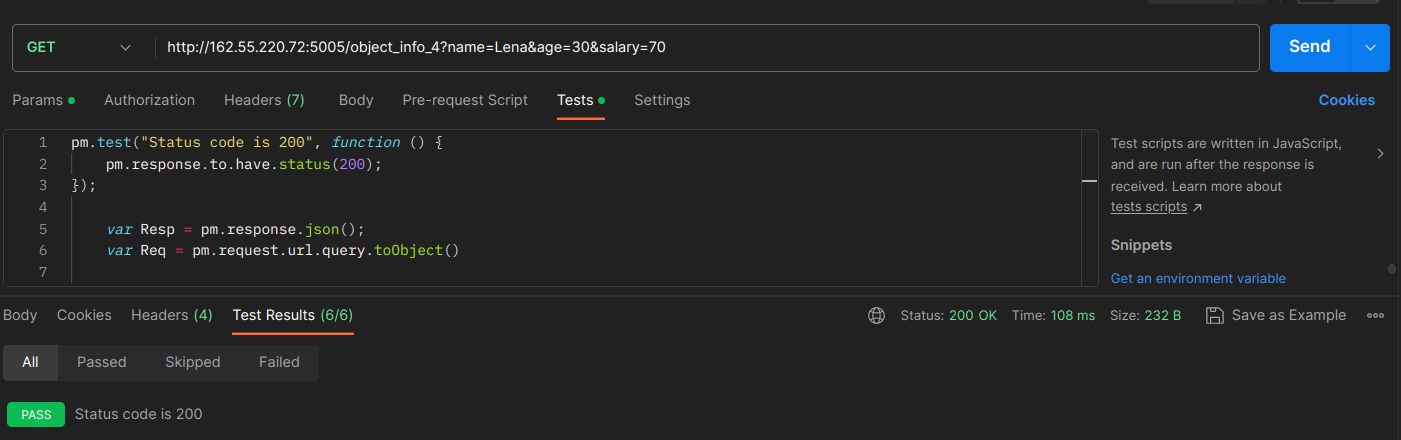 GET http://162.55.220.72:5005/object_info_4?name=Lena&age=30&salary=70 Send
Params Authorization Headers (7) Body Pre-request Script Tests Settings Cookies
1 pm.test("Status code is 200", function () {
2 pm.response.to.have.status(200);
3 });
4
5 var Resp = pm.response.json();
6 var Req = pm.request.url.query.toObject()
7
Test scripts are written in JavaScript,
and are run after the response is
received. Learn more about
tests scripts ↗
Snippets
Get an environment variable
Body Cookies Headers (4) Test Results (6/6) Status: 200 OK Time: 108 ms Size: 232 B Save as Example
All Passed Skipped Failed
PASS Status code is 200